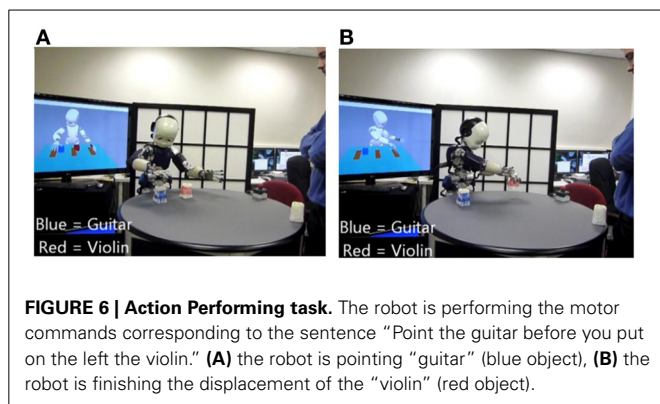 A
B
Blue = Guitar
Red = Violin
Blue = Guitar
Red = Violin
FIGURE 6 | Action Performing task. The robot is performing the motor
commands corresponding to the sentence “Point the guitar before you put
on the left the violin.” (A) the robot is pointing “guitar” (blue object), (B) the
robot is finishing the displacement of the “violin” (red object).